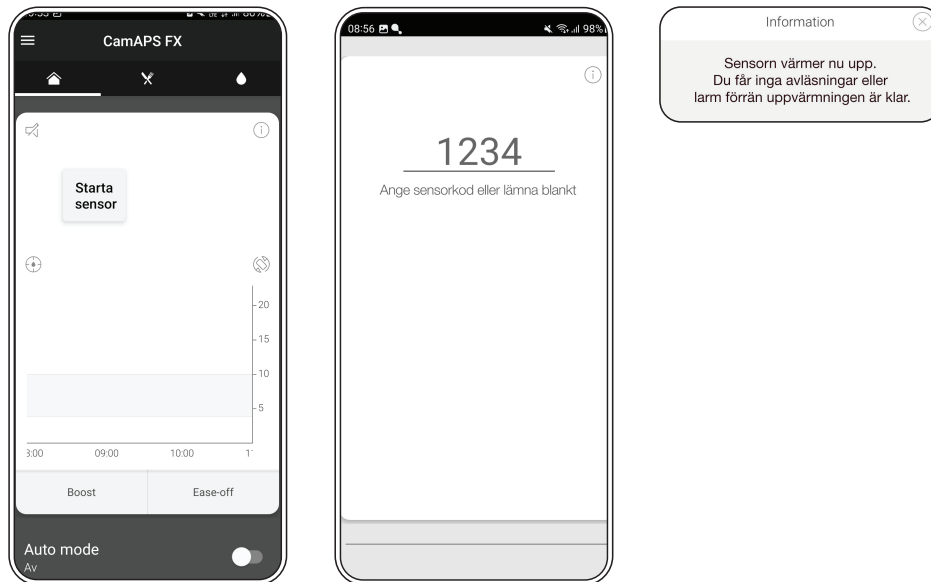 CamAPS FX
Starta
sensor
20
15
10
5
09:00
10:00
Boost
Ease-off
Auto mode
Av
08:56
98%
1234
Ange sensorkod eller lämna blankt
Information
Sensorn värmer nu upp.
Du får inga avläsningar eller
larm förrän uppvärmningen är klar.